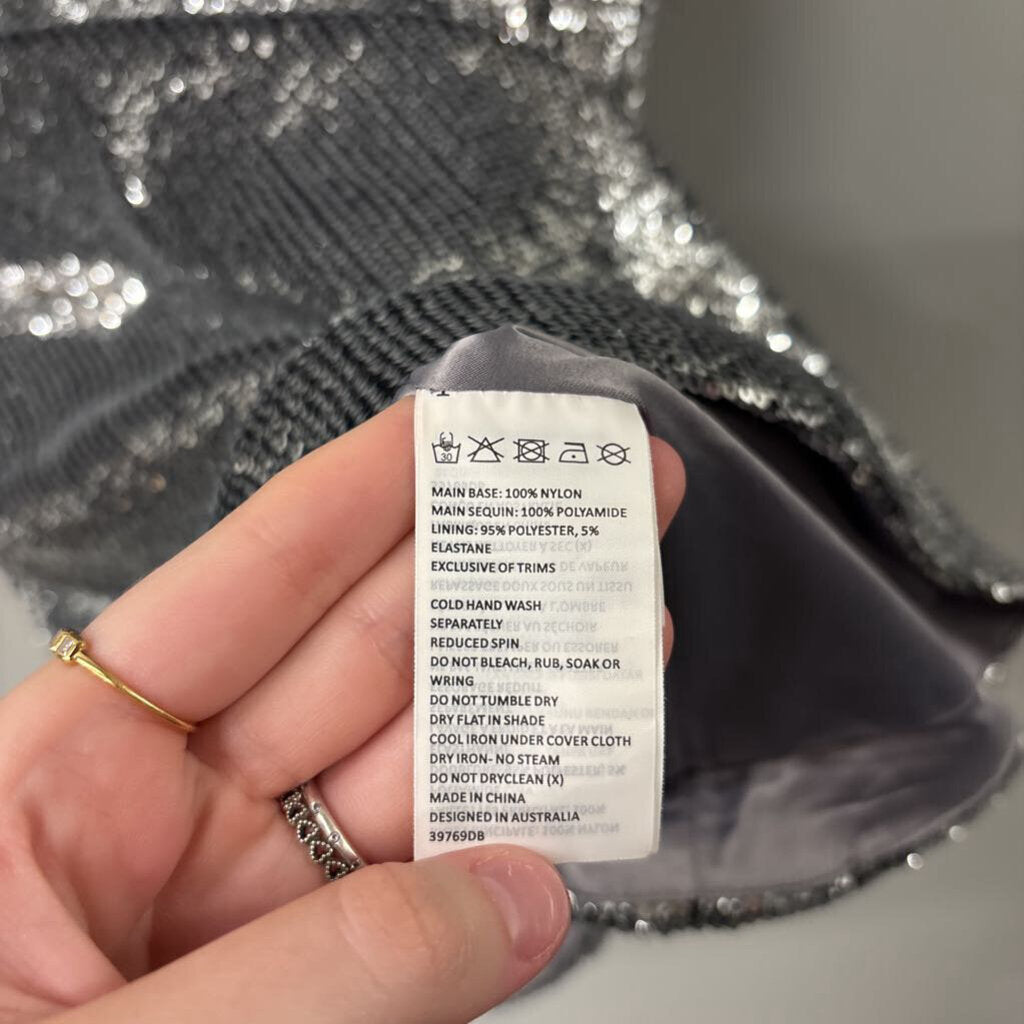 30
MAIN BASE: 100% NYLON
MAIN SEQUIN: 100% POLYAMIDE
LINING: 95% POLYESTER, 5%
ELASTANE
EXCLUSIVE OF TRIMS
COLD HAND WASH
SEPARATELY
REDUCED SPIN
DO NOT BLEACH, RUB, SOAK OR
WRING
DO NOT TUMBLE DRY
DRY FLAT IN SHADE
COOL IRON UNDER COVER CLOTH
DRY IRON- NO STEAM
DO NOT DRYCLEAN (X)
MADE IN CHINA
DESIGNED IN AUSTRALIA
39769DB